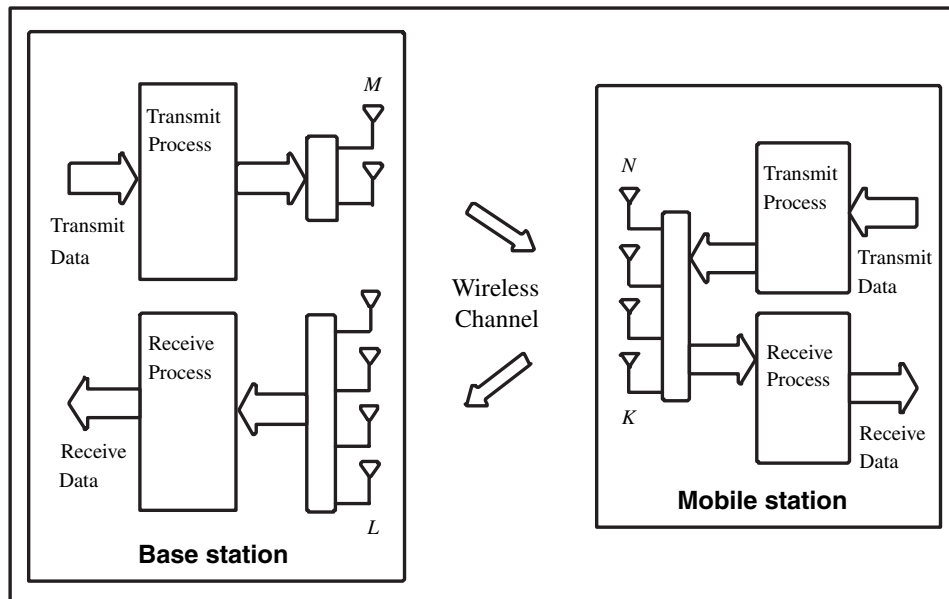 M
Transmit
Process
Transmit
Data
Receive
Process
Receive
Data
L
Base station
Wireless
Channel
N
Transmit
Process
Transmit
Data
K
Receive
Process
Receive
Data
Mobile station